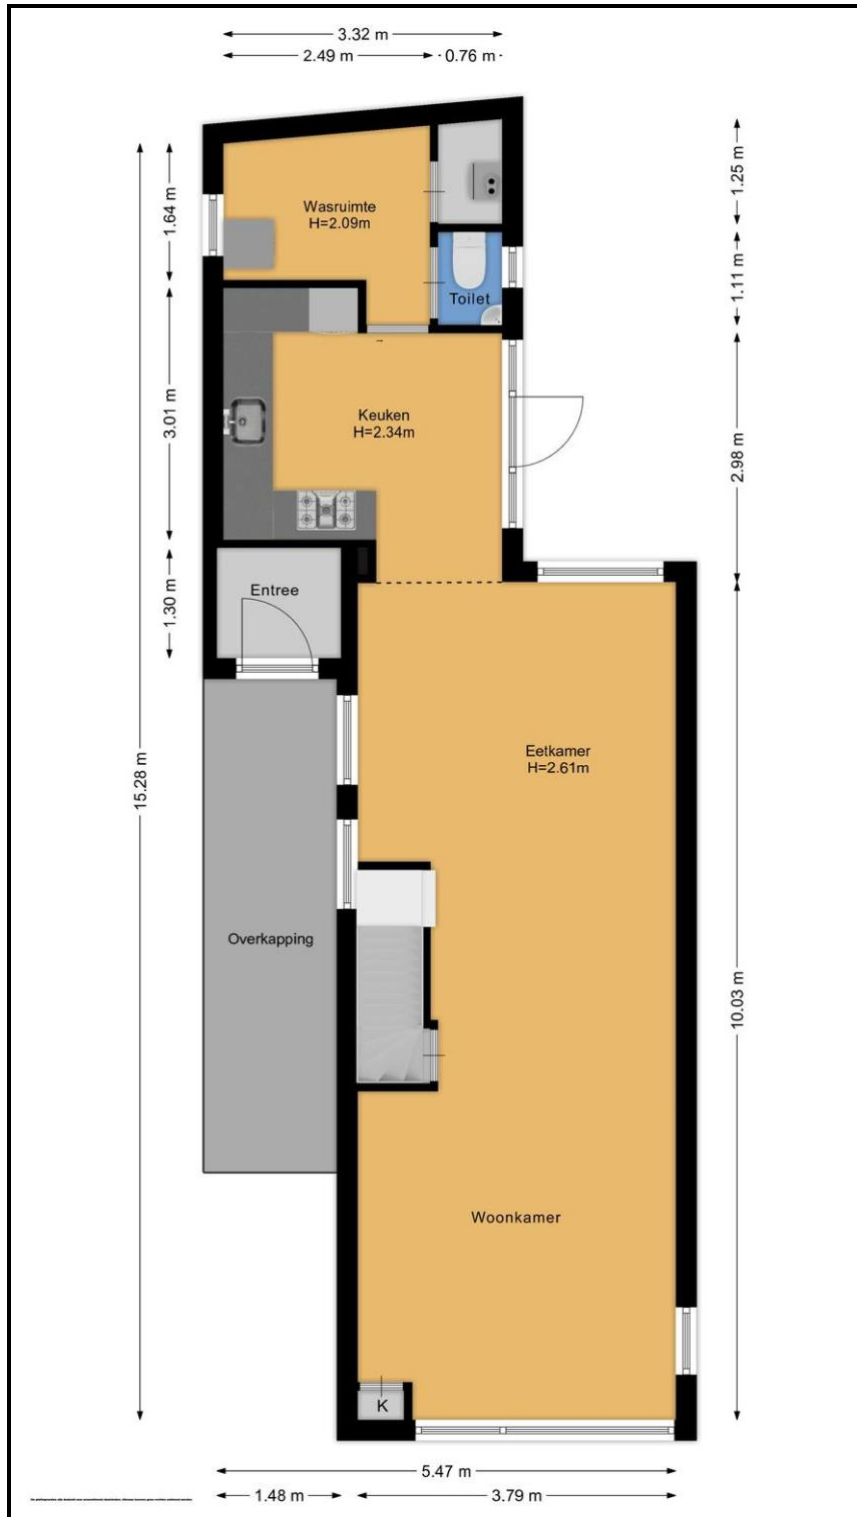 3.32 m
2.49 m
0.76 m
1.25 m
1.64 m
Wasruimte
H=2.09m
1.11 m
Toilet
3.01 m
Keuken
H=2.34m
2.98 m
1.30 m
Entree
15.28 m
Eetkamer
H=2.61m
Overkapping
10.03 m
Woonkamer
K
5.47 m
1.48 m
3.79 m